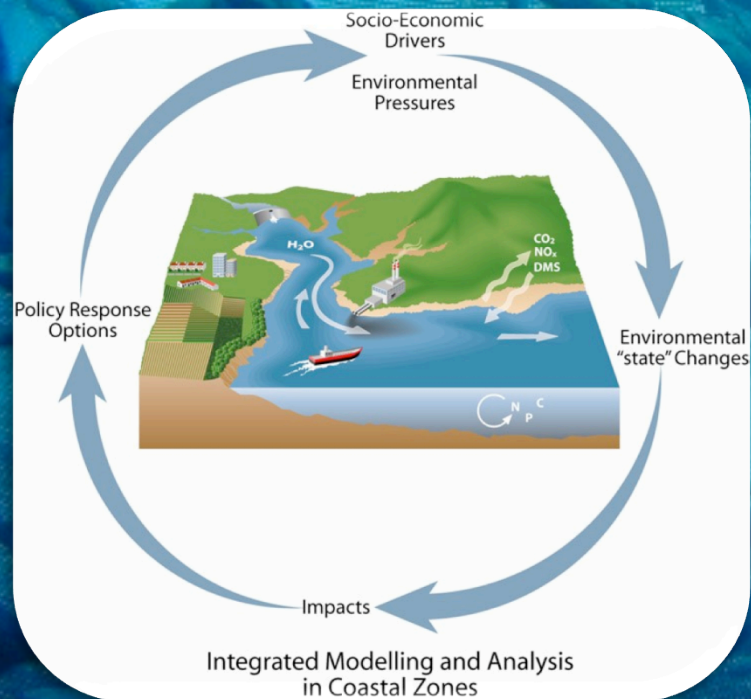 Socio-Economic
Drivers
Environmental
Pressures
H₂O
CO₂
NOₓ
DMS
Policy Response
Options
Environmental
“state” Changes
N C
P
Impacts
Integrated Modelling and Analysis
in Coastal Zones